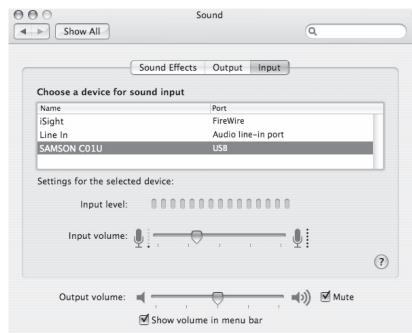 Sound
Show All
Sound Effects Output Input
Choose a device for sound input
Name Port
iSight FireWire
Line In Audio line-in port
SAMSON C01U USB
Settings for the selected device:
Input level:
Input volume:
?
Output volume: Mute
Show volume in menu bar